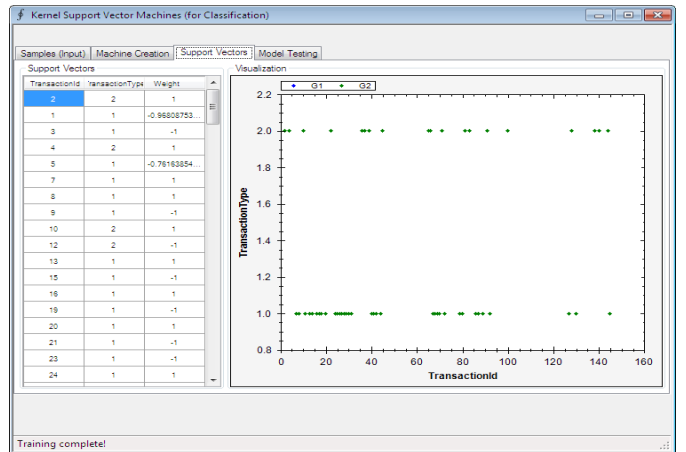 Kernel Support Vector Machines (for Classification)
Samples (Input) Machine Creation Support Vectors Model Testing
Support Vectors
TransactionId TransactionType Weight
2 2 1
1 1 -0.96808753...
3 1 -1
4 2 1
5 1 -0.76163854...
7 1 1
8 1 1
9 1 -1
10 2 1
12 2 -1
13 1 1
15 1 -1
16 1 1
19 1 -1
20 1 1
21 1 -1
23 1 -1
24 1 1
Visualization
G1 G2
2.2
2.0
1.8
1.6
1.4
1.2
1.0
0.8
TransactionType
0 20 40 60 80 100 120 140 160
TransactionId
Training complete!